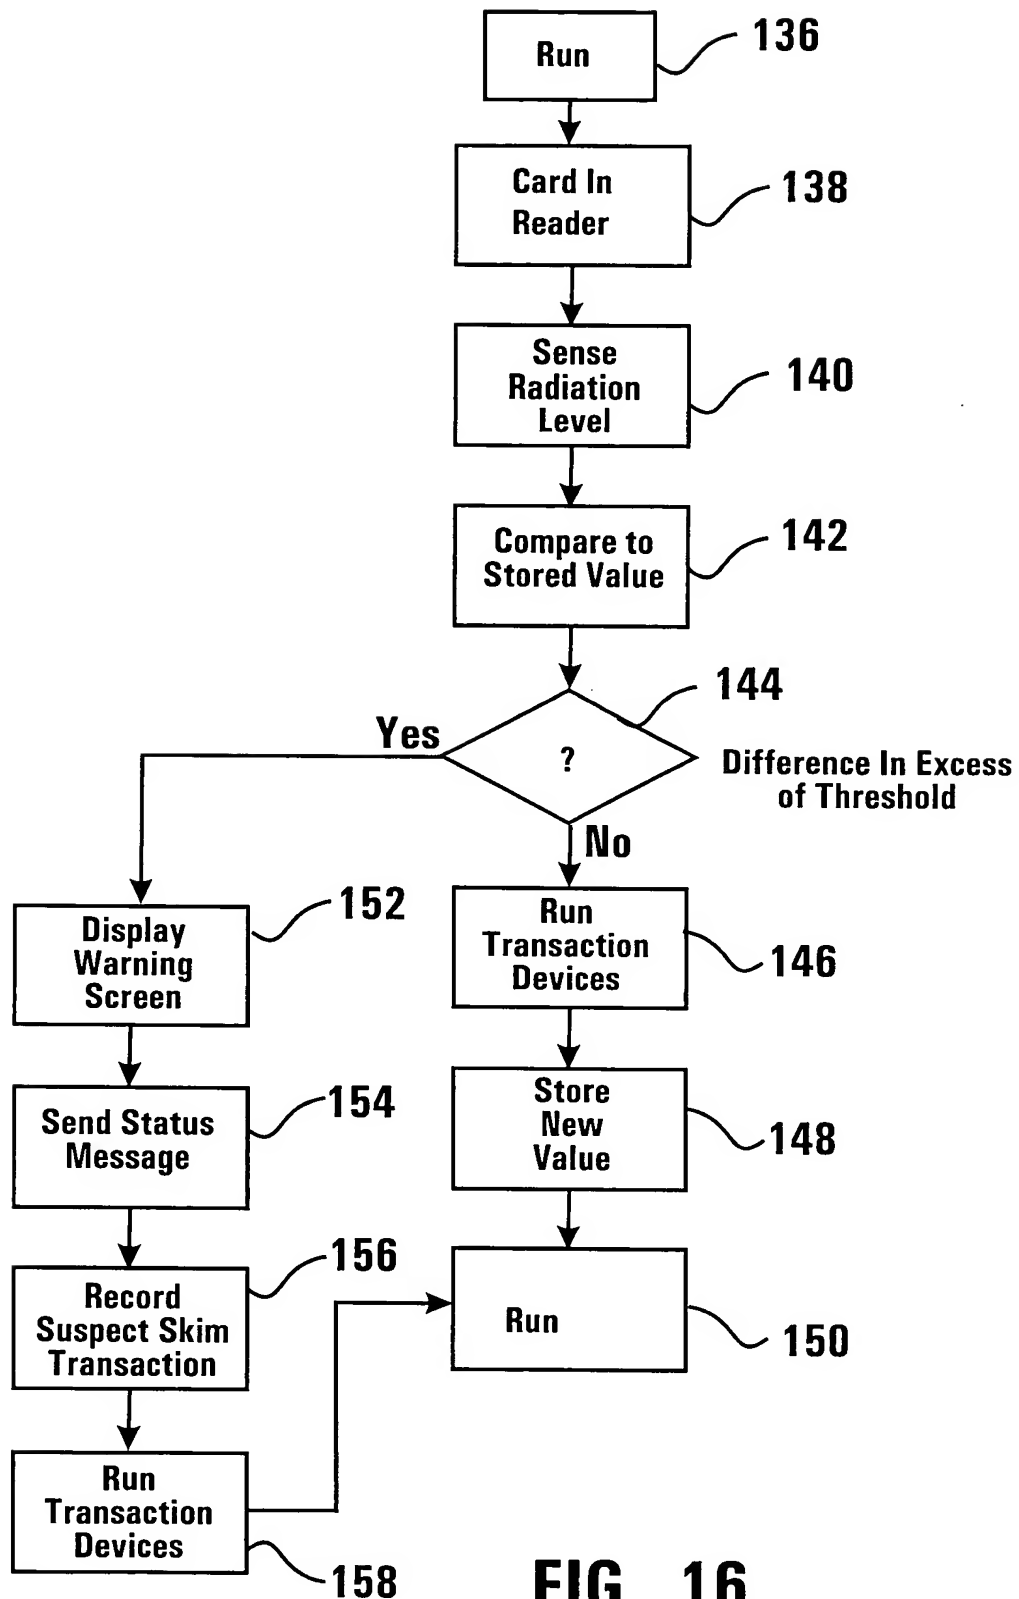 Run
136
Card In
Reader
138
Sense
Radiation
Level
140
Compare to
Stored Value
142
144
Yes
?
Difference In Excess
of Threshold
No
Display
Warning
Screen
152
Run
Transaction
Devices
146
Send Status
Message
154
Store
New
Value
148
Record
Suspect Skim
Transaction
156
Run
150
Run
Transaction
Devices
158
FIG 16